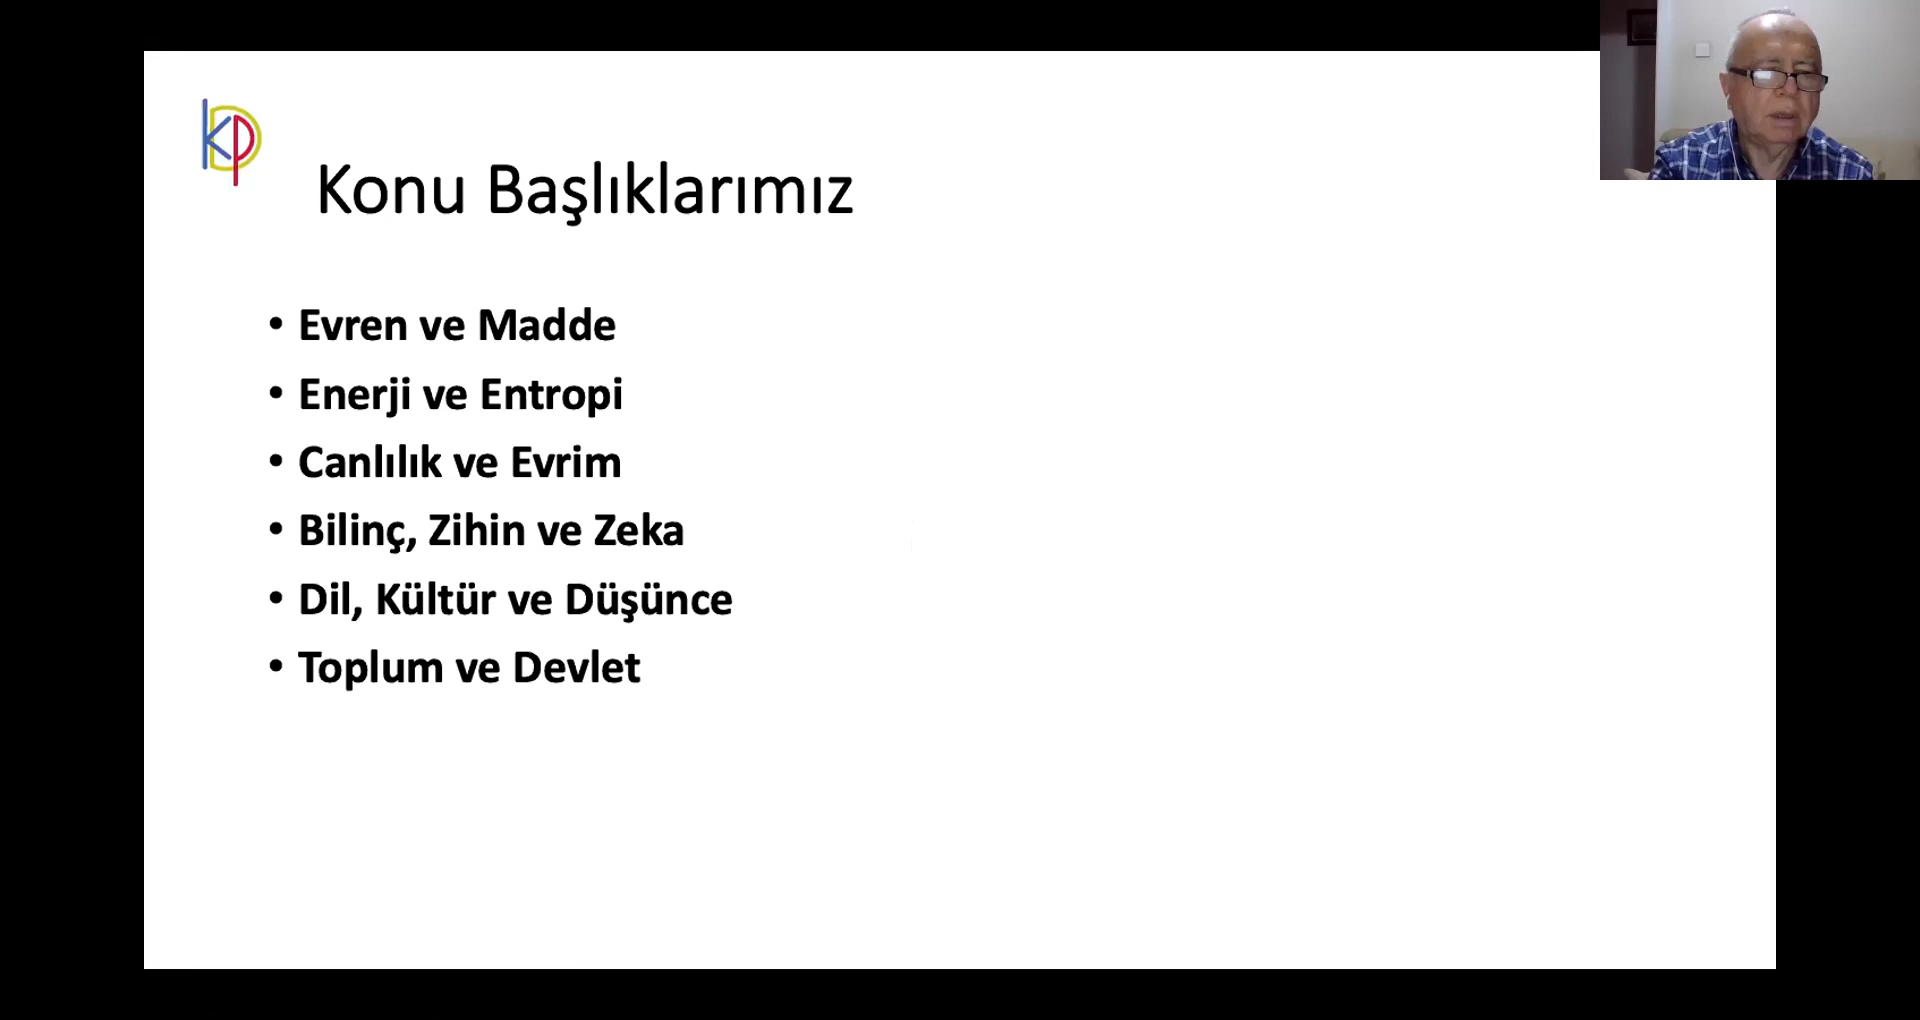 KDP
Konu Başlıklarımız
• Evren ve Madde
• Enerji ve Entropi
• Canlılık ve Evrim
• Bilinç, Zihin ve Zeka
• Dil, Kültür ve Düşünce
• Toplum ve Devlet